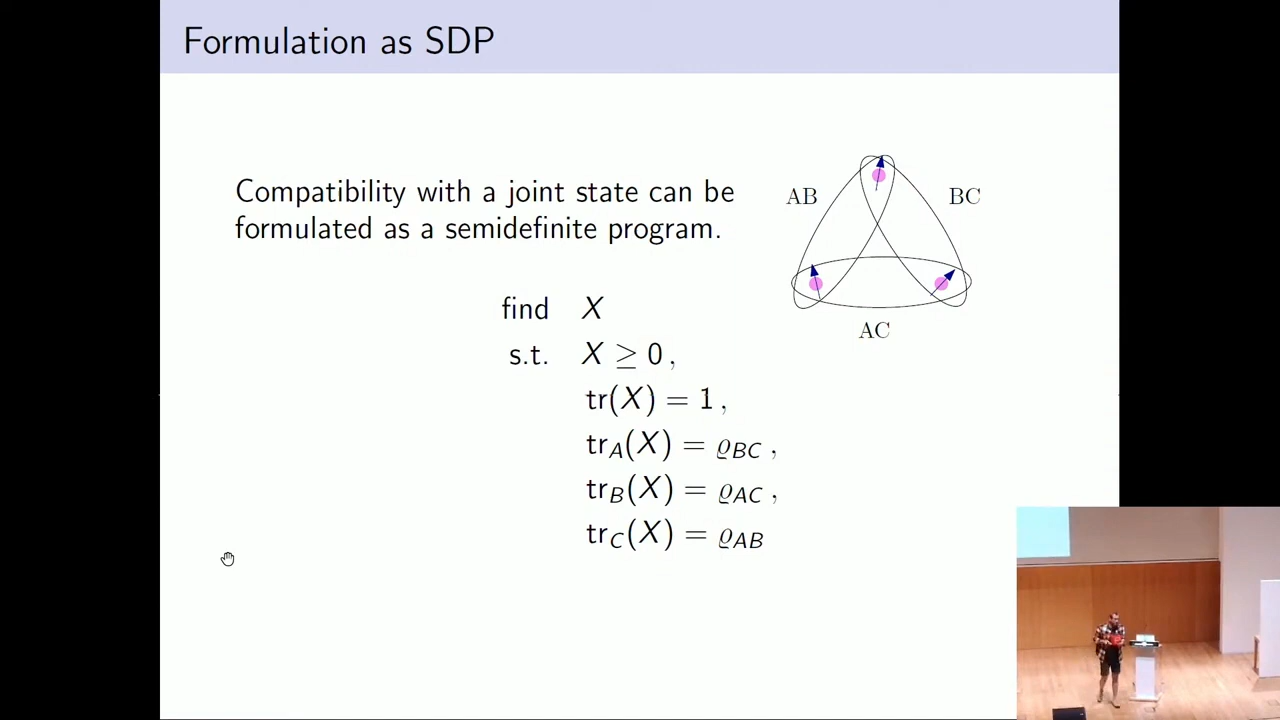 Formulation as SDP
Compatibility with a joint state can be
formulated as a semidefinite program.
find X
s.t. X ≥ 0 ,
tr(X) = 1 ,
tr_A(X) = ϱ_BC ,
tr_B(X) = ϱ_AC ,
tr_C(X) = ϱ_AB
AB
BC
AC